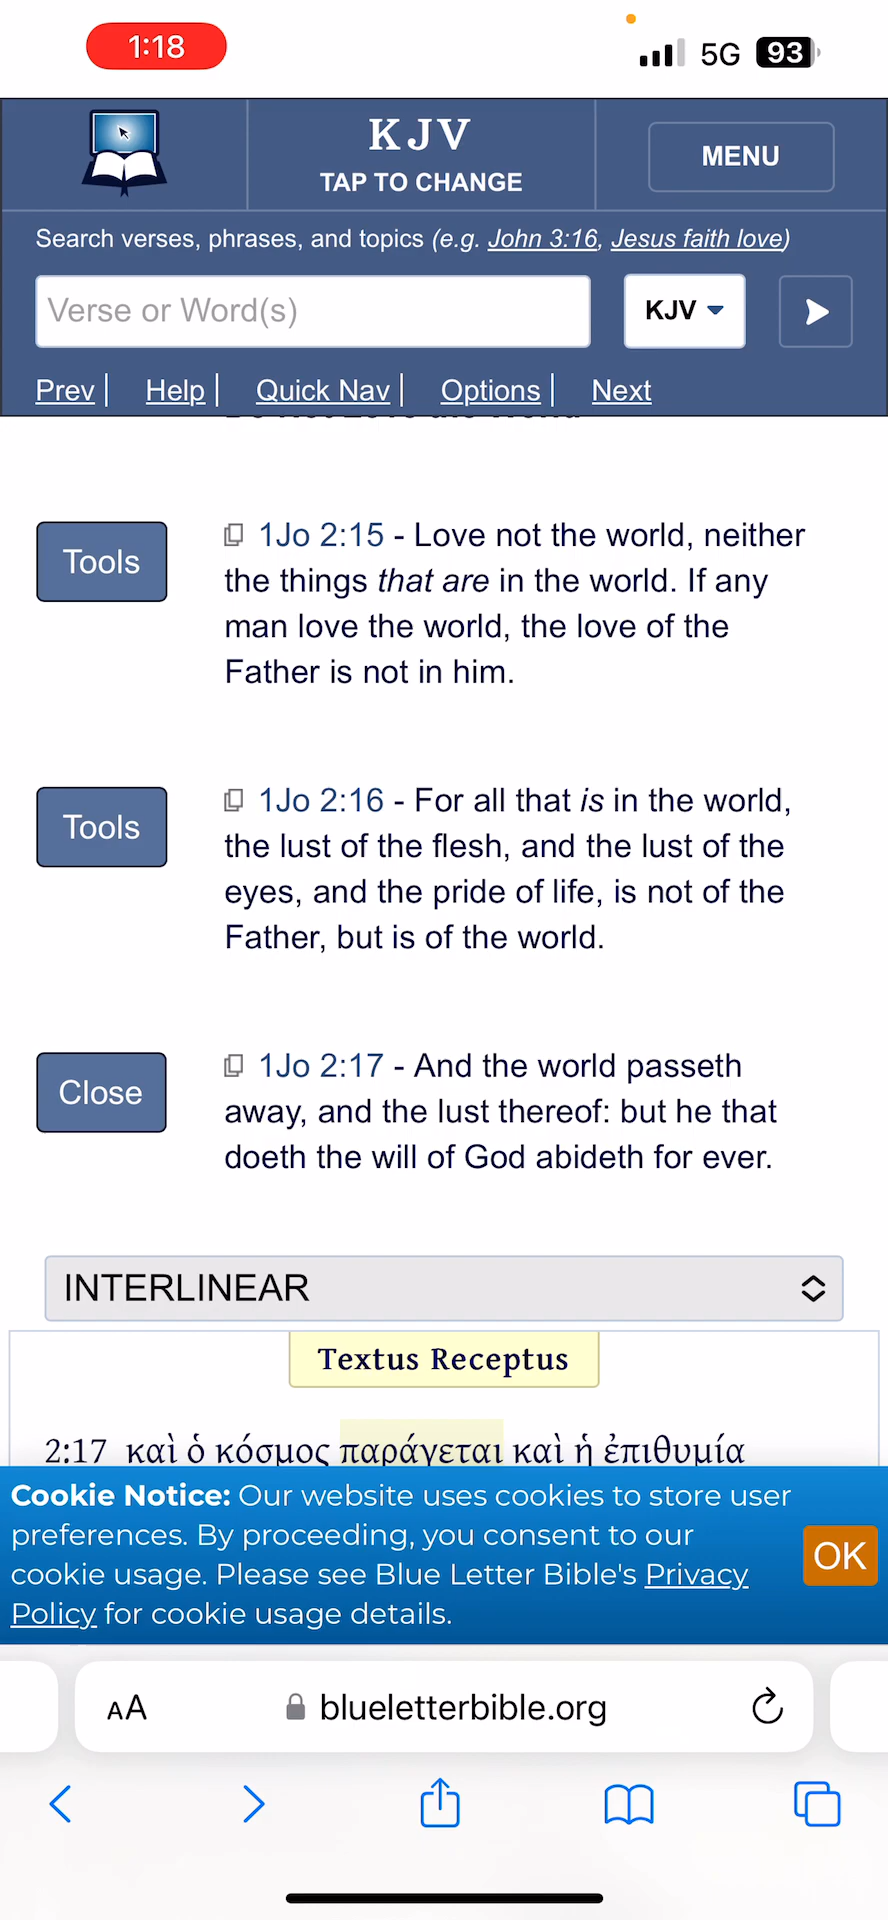 1:18
5G 93
KJV
TAP TO CHANGE
MENU
Search verses, phrases, and topics (e.g. John 3:16, Jesus faith love)
Verse or Word(s)
KJV
Prev | Help | Quick Nav | Options | Next
Tools
1Jo 2:15 - Love not the world, neither
the things that are in the world. If any
man love the world, the love of the
Father is not in him.
Tools
1Jo 2:16 - For all that is in the world,
the lust of the flesh, and the lust of the
eyes, and the pride of life, is not of the
Father, but is of the world.
Close
1Jo 2:17 - And the world passeth
away, and the lust thereof: but he that
doeth the will of God abideth for ever.
INTERLINEAR
Textus Receptus
2:17 καὶ ὁ κόσμος παράγεται καὶ ἡ ἐπιθυμία
Cookie Notice: Our website uses cookies to store user
preferences. By proceeding, you consent to our
cookie usage. Please see Blue Letter Bible's Privacy
Policy for cookie usage details.
OK
AA
blueletterbible.org